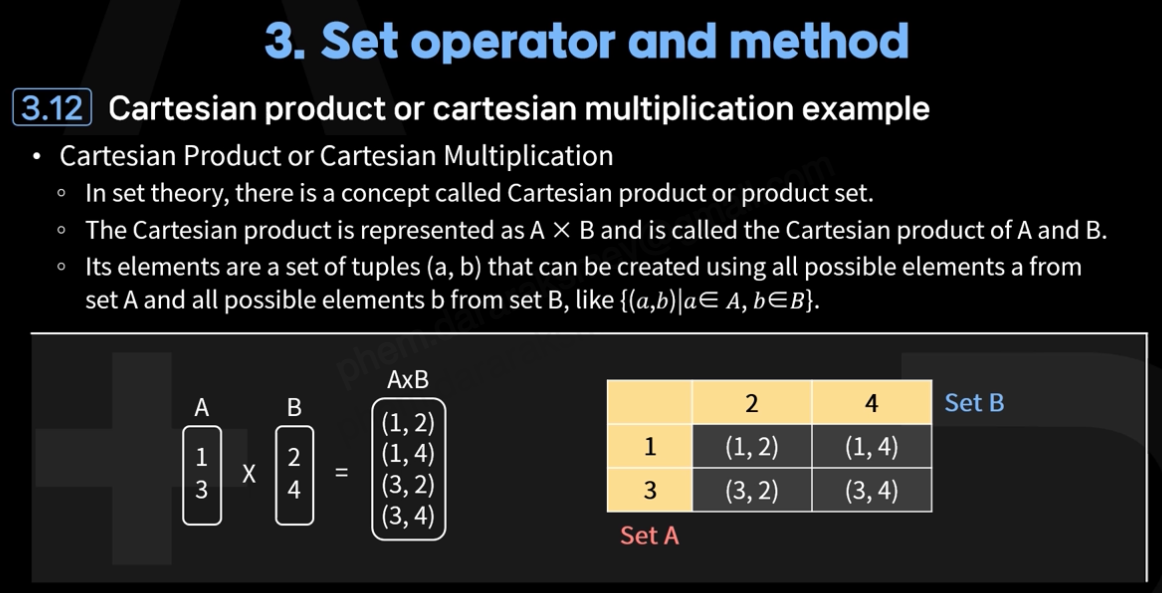 3. Set operator and method
3.12 Cartesian product or cartesian multiplication example
• Cartesian Product or Cartesian Multiplication
◦ In set theory, there is a concept called Cartesian product or product set.
◦ The Cartesian product is represented as A × B and is called the Cartesian product of A and B.
◦ Its elements are a set of tuples (a, b) that can be created using all possible elements a from
set A and all possible elements b from set B, like {(a,b)|a∈ A, b∈B}.
A X B = AxB
1
3
2
4
(1, 2)
(1, 4)
(3, 2)
(3, 4)
2 4 Set B
1 (1, 2) (1, 4)
3 (3, 2) (3, 4)
Set A